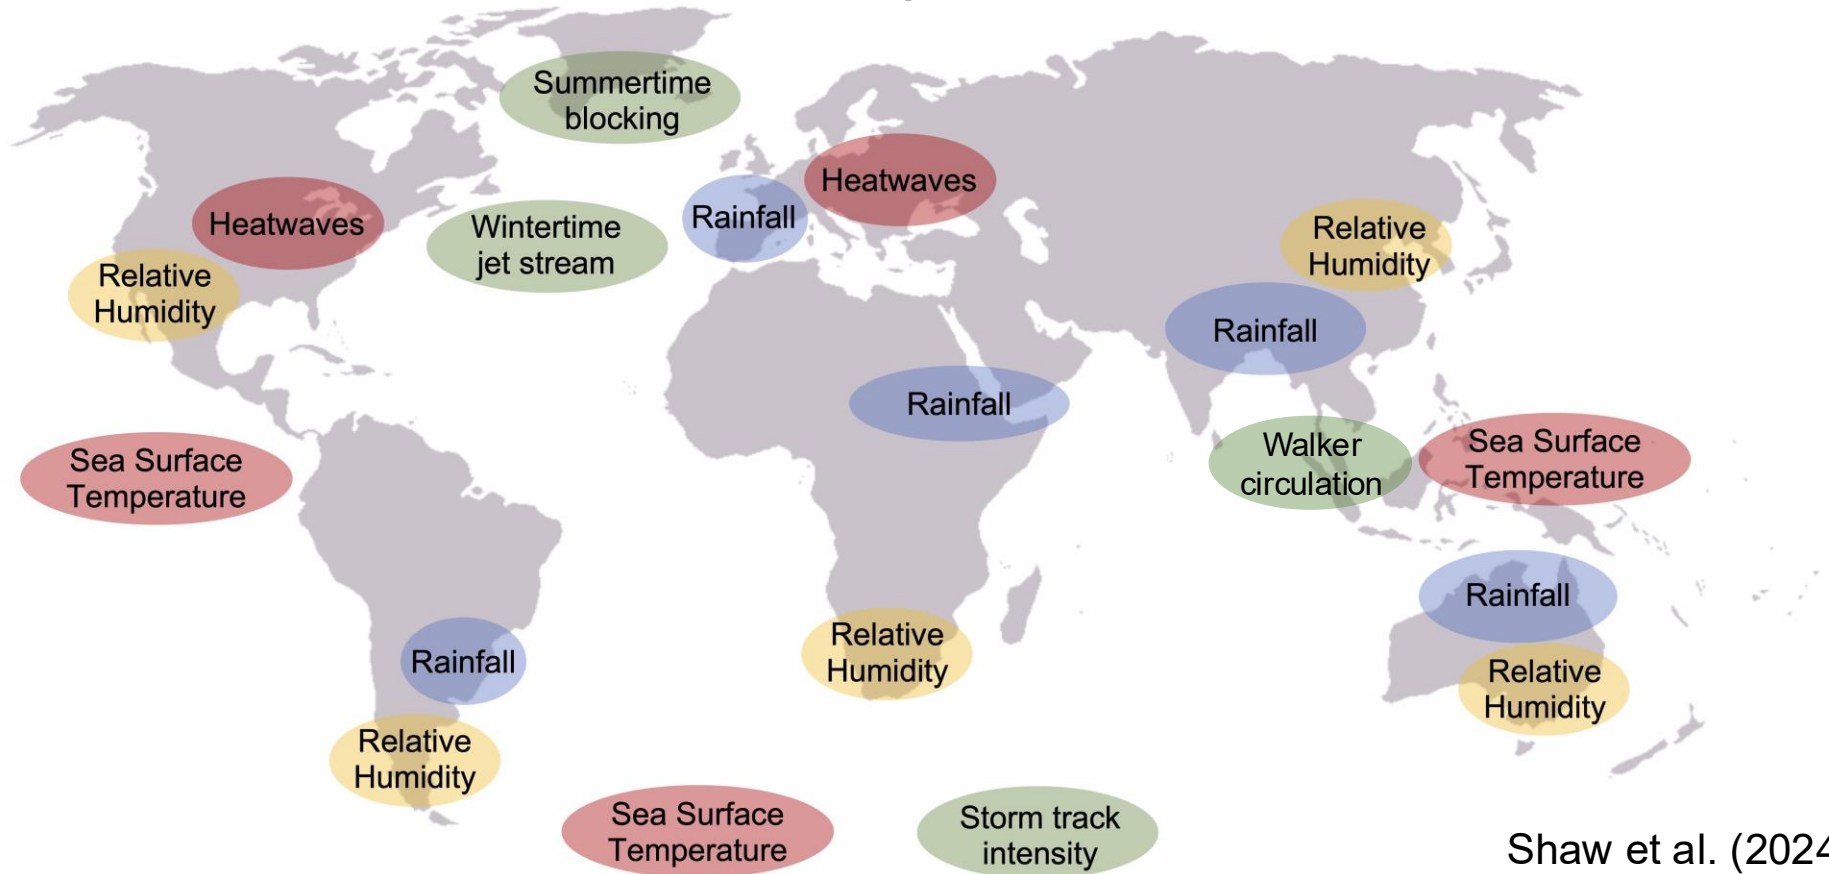 Summertime
blocking
Heatwaves
Rainfall
Heatwaves
Wintertime
jet stream
Relative
Humidity
Relative
Humidity
Rainfall
Rainfall
Sea Surface
Temperature
Walker
circulation
Sea Surface
Temperature
Rainfall
Rainfall
Relative
Humidity
Relative
Humidity
Relative
Humidity
Sea Surface
Temperature
Storm track
intensity
Shaw et al. (2024